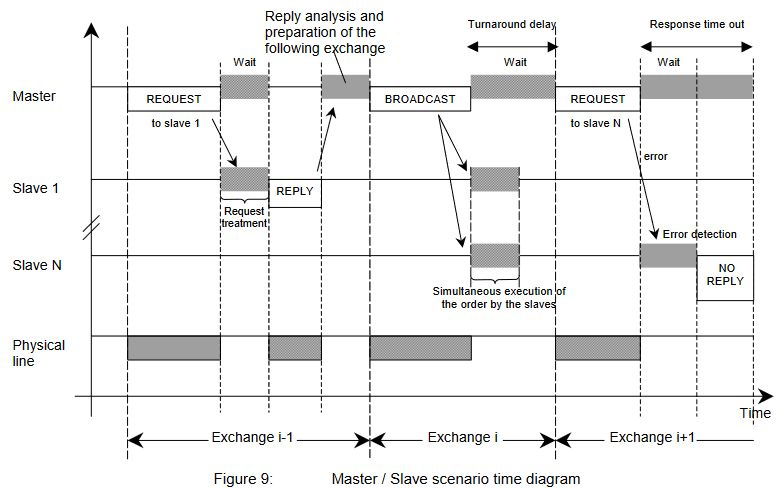 Reply analysis and
preparation of the
following exchange
Turnaround delay
Response time out
Wait
Wait
Wait
Master
REQUEST
BROADCAST
REQUEST
to slave 1
to slave N
error
Slave 1
REPLY
Request
treatment
Error detection
Slave N
NO
REPLY
Simultaneous execution of
the order by the slaves
Physical
line
Time
Exchange i-1
Exchange i
Exchange i+1
Figure 9: Master / Slave scenario time diagram